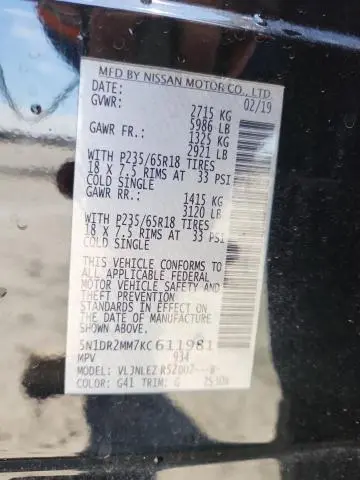 MFD BY NISSAN MOTOR CO., LTD.
DATE: 02/19
GVWR: 2715 KG
5986 LB
GAWR FR.: 1325 KG
2921 LB
WITH P235/65R18 TIRES
18 X 7.5 RIMS AT 33 PSI
COLD SINGLE
GAWR RR.: 1415 KG
3120 LB
WITH P235/65R18 TIRES
18 X 7.5 RIMS AT 33 PSI
COLD SINGLE
THIS VEHICLE CONFORMS TO
ALL APPLICABLE FEDERAL
MOTOR VEHICLE SAFETY AND
THEFT PREVENTION
STANDARDS IN EFFECT ON
THE DATE OF MANUFACTURE
SHOWN ABOVE.
5N1DR2MM7KC611981
MPV 934
MODEL: VLJNLEZ
COLOR: G41 TRIM: G